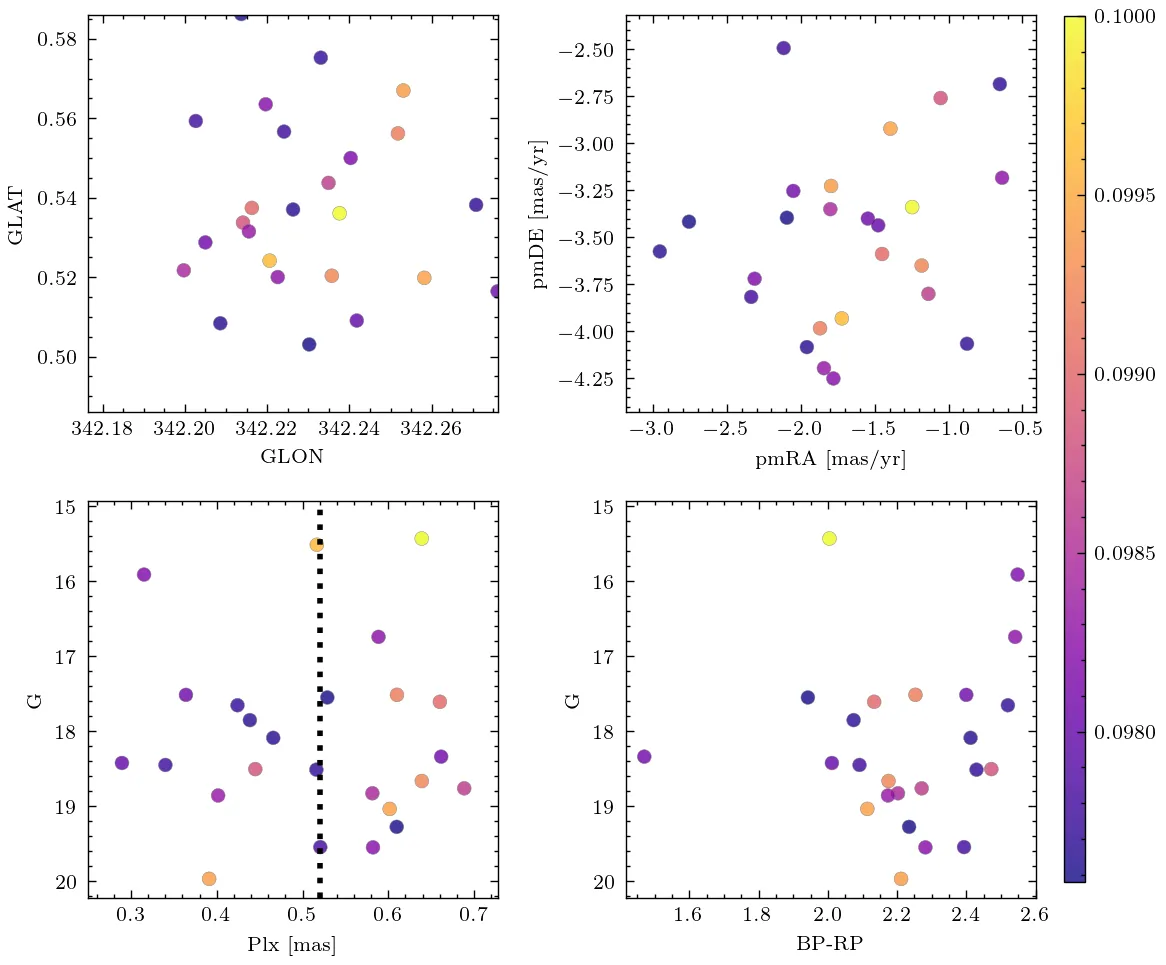 0.58
0.56
0.54
0.52
0.50
GLAT
342.18 342.20 342.22 342.24 342.26
GLON
−2.50
−2.75
−3.00
−3.25
−3.50
−3.75
−4.00
−4.25
pmDE [mas/yr]
−3.0 −2.5 −2.0 −1.5 −1.0 −0.5
pmRA [mas/yr]
15
16
17
18
19
20
G
0.3 0.4 0.5 0.6 0.7
Plx [mas]
15
16
17
18
19
20
G
1.6 1.8 2.0 2.2 2.4 2.6
BP-RP
0.1000
0.0995
0.0990
0.0985
0.0980